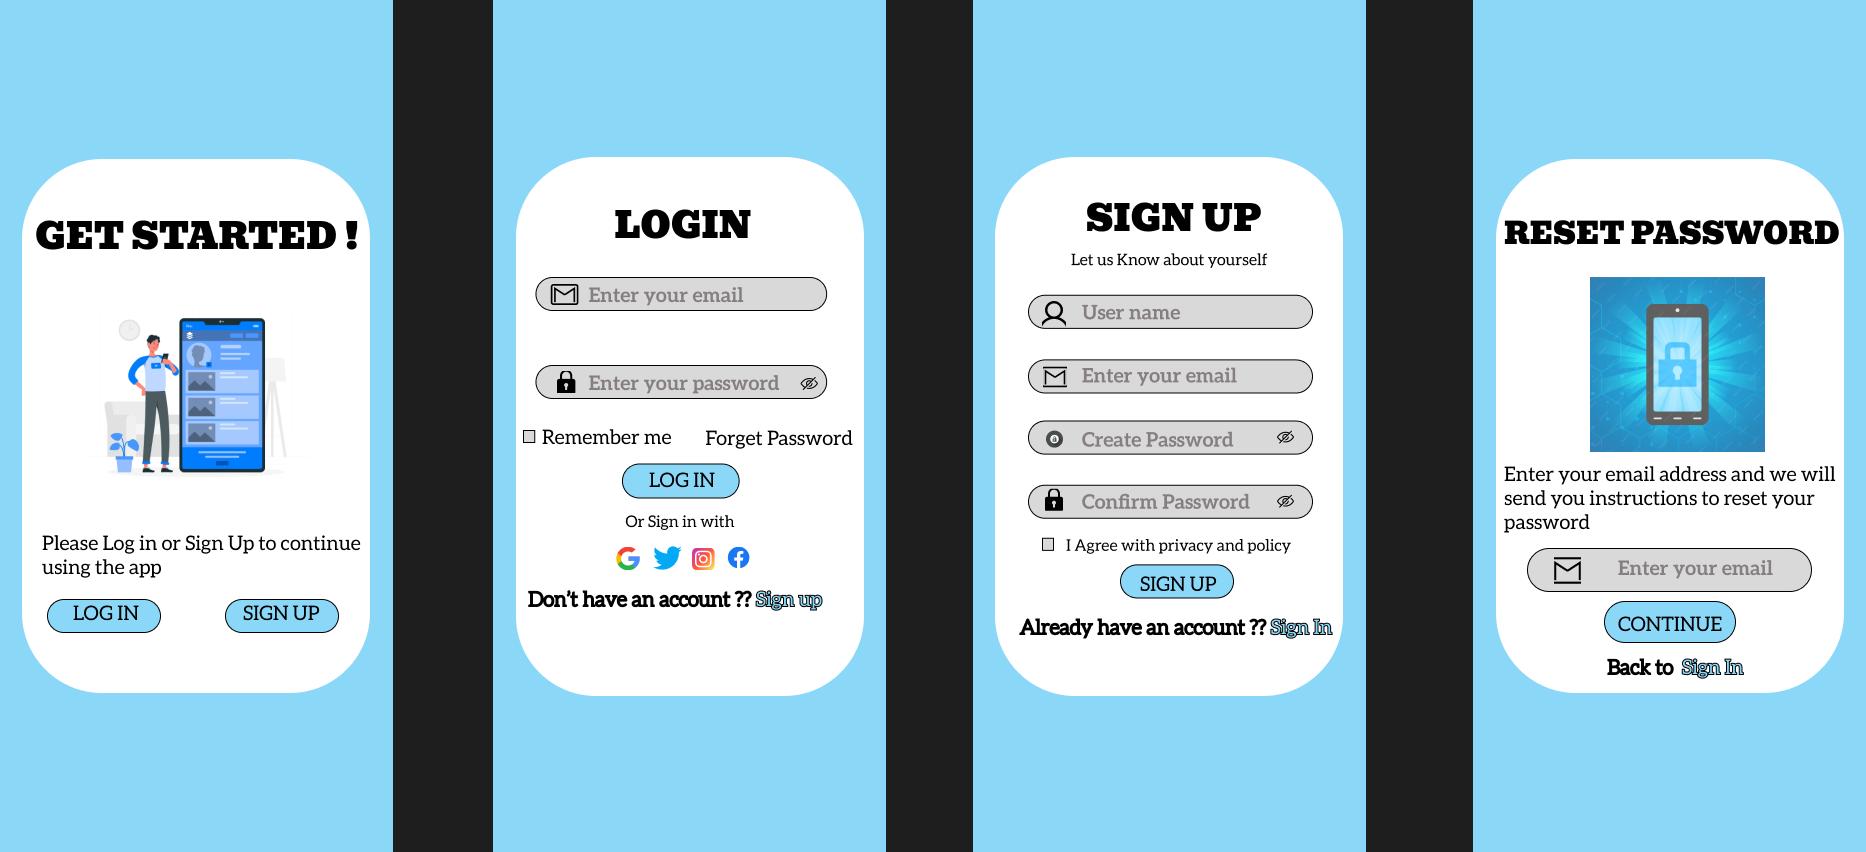 GET STARTED !
Please Log in or Sign Up to continue
using the app
LOG IN
SIGN UP
LOGIN
Enter your email
Enter your password
Remember me
Forget Password
LOG IN
Or Sign in with
Don't have an account ?? Sign up
SIGN UP
Let us Know about yourself
User name
Enter your email
Create Password
Confirm Password
I Agree with privacy and policy
SIGN UP
Already have an account ?? Sign In
RESET PASSWORD
Enter your email address and we will
send you instructions to reset your
password
Enter your email
CONTINUE
Back to Sign In